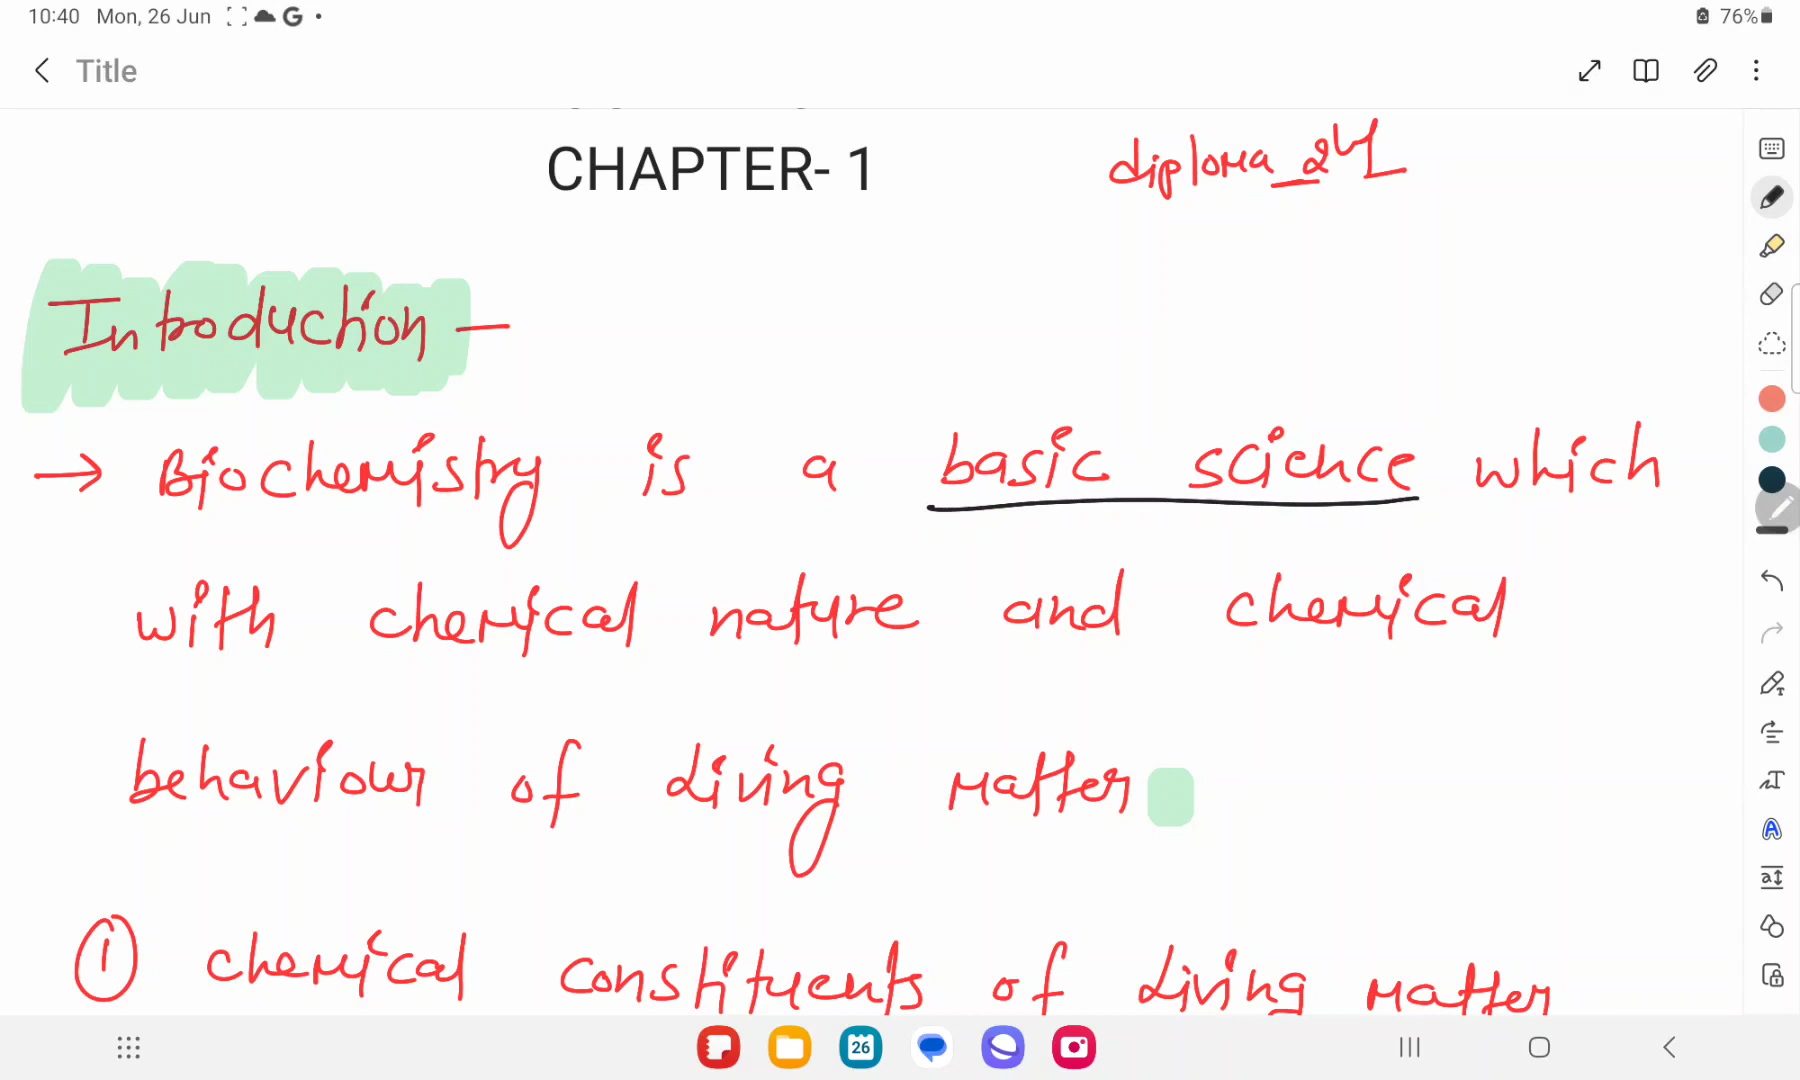 10:40 Mon, 26 Jun
76%
Title
CHAPTER- 1
diploma_24
Introduction —
→ Biochemistry is a basic science which
with chemical nature and chemical
behaviour of living matter
① chemical constituents of living matter
26